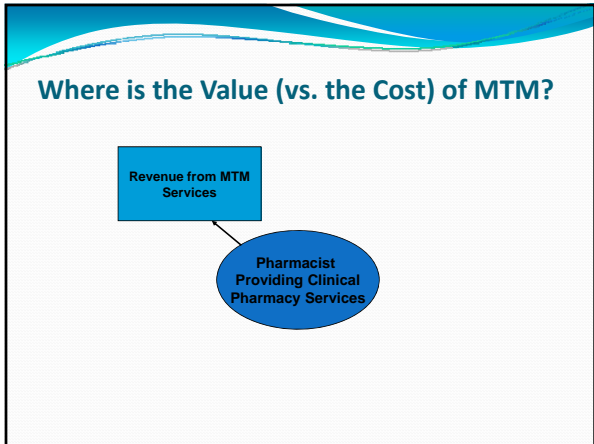 Where is the Value (vs. the Cost) of MTM?
Revenue from MTM
Services
Pharmacist
Providing Clinical
Pharmacy Services